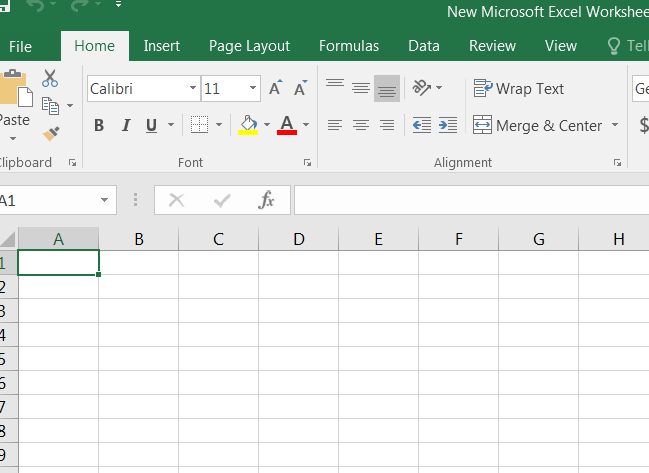 New Microsoft Excel Workshee
File Home Insert Page Layout Formulas Data Review View Tell
Calibri 11 A A Wrap Text Ge
Paste B I U A Merge & Center $
Clipboard Font Alignment
A1 fx
A B C D E F G H
1
2
3
4
5
6
7
8
9